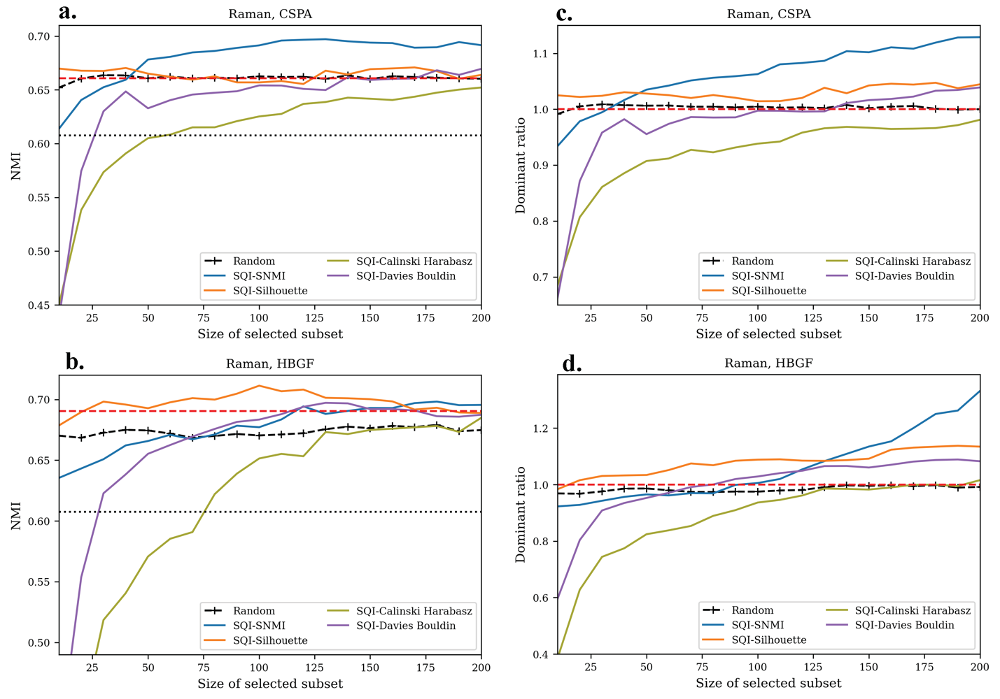 a.
Raman, CSPA
NMI
0.70
0.65
0.60
0.55
0.50
0.45
25 50 75 100 125 150 175 200
Size of selected subset
Random
SQI-SNMI
SQI-Silhouette
SQI-Calinski Harabasz
SQI-Davies Bouldin
c.
Raman, CSPA
Dominant ratio
1.1
1.0
0.9
0.8
0.7
25 50 75 100 125 150 175 200
Size of selected subset
Random
SQI-SNMI
SQI-Silhouette
SQI-Calinski Harabasz
SQI-Davies Bouldin
b.
Raman, HBGF
NMI
0.70
0.65
0.60
0.55
0.50
25 50 75 100 125 150 175 200
Size of selected subset
Random
SQI-SNMI
SQI-Silhouette
SQI-Calinski Harabasz
SQI-Davies Bouldin
d.
Raman, HBGF
Dominant ratio
1.2
1.0
0.8
0.6
0.4
25 50 75 100 125 150 175 200
Size of selected subset
Random
SQI-SNMI
SQI-Silhouette
SQI-Calinski Harabasz
SQI-Davies Bouldin